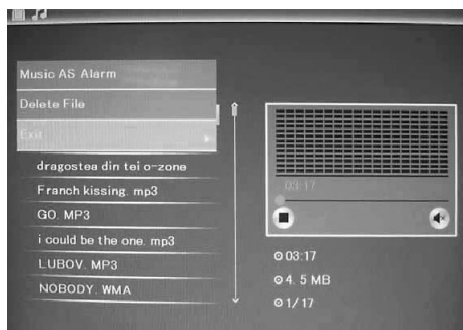 Music AS Alarm
Delete File
Exit
dragostea din tei o-zone
Franch kissing. mp3
GO. MP3
i could be the one. mp3
LUBOV. MP3
NOBODY. WMA
03:17
03:17
4. 5 MB
1/17